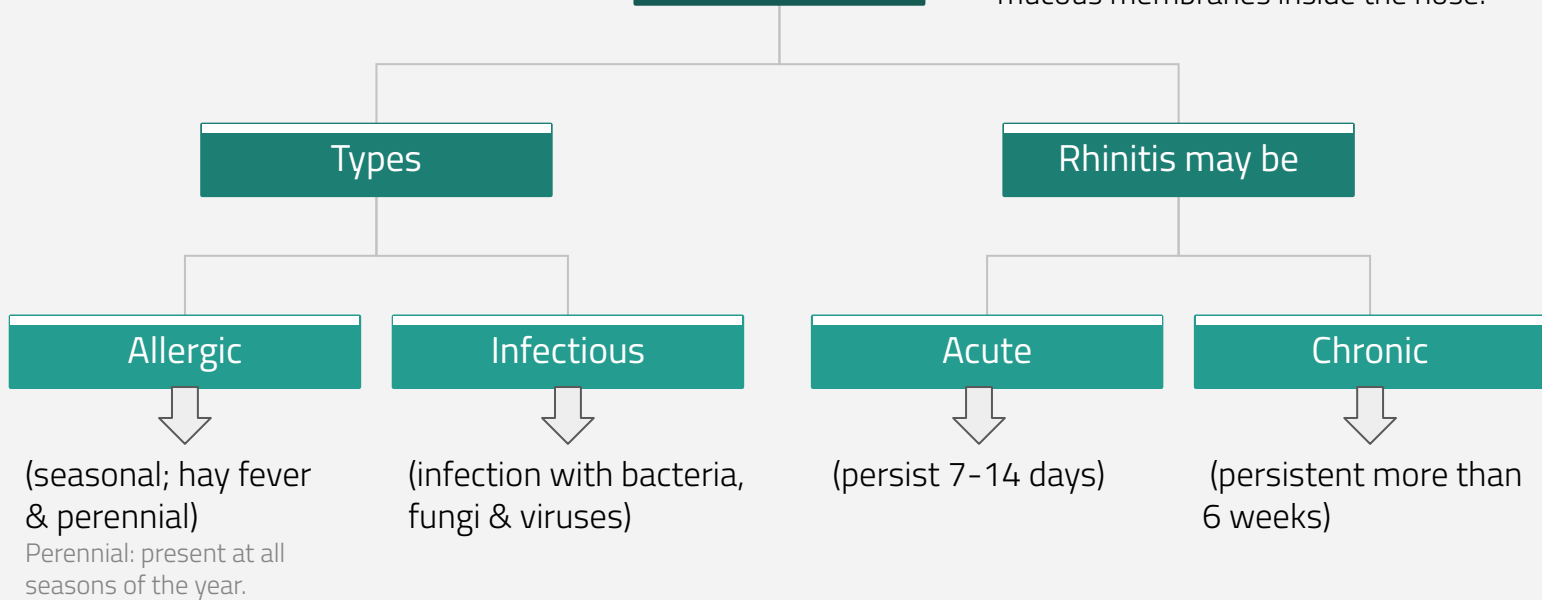 mucous membranes inside the nose.
Types
Rhinitis may be
Allergic
Infectious
Acute
Chronic
(seasonal; hay fever
& perennial)
Perennial: present at all
seasons of the year.
(infection with bacteria,
fungi & viruses)
(persist 7-14 days)
(persistent more than
6 weeks)